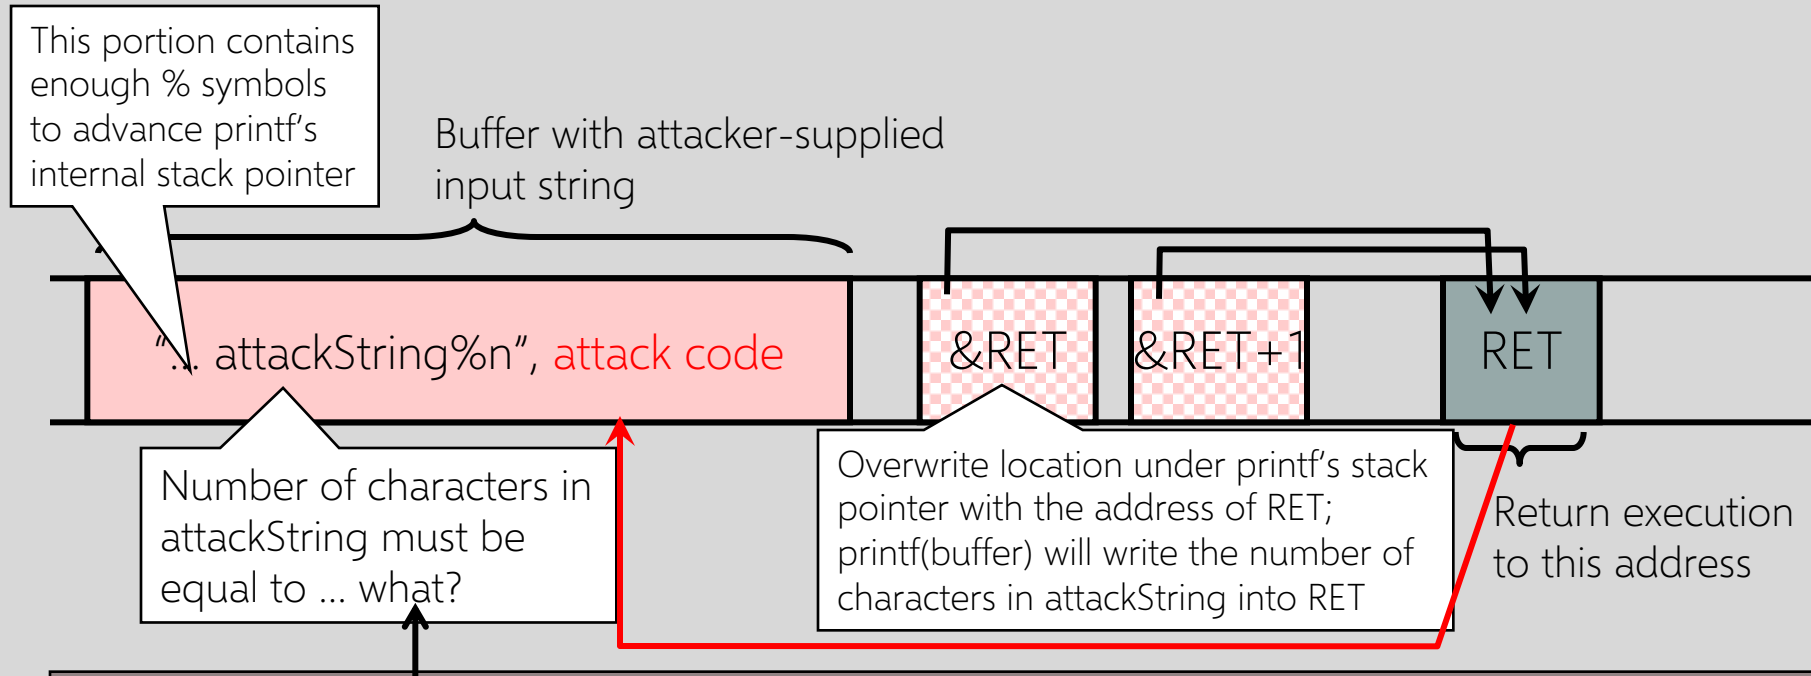 This portion contains
enough % symbols
to advance printf's
internal stack pointer
Buffer with attacker-supplied
input string
"... attackString%n", attack code
&RET
&RET+1
RET
Number of characters in
attackString must be
equal to ... what?
Overwrite location under printf's stack
pointer with the address of RET;
printf(buffer) will write the number of
characters in attackString into RET
Return execution
to this address